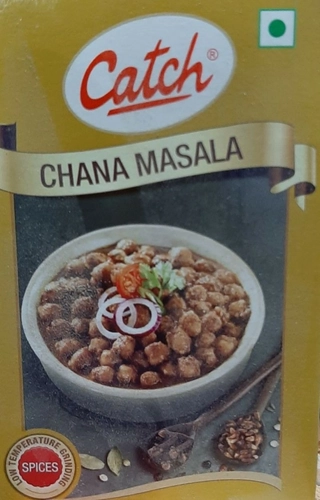 Catch®
CHANA MASALA
LOW TEMPERATURE GRINDING
SPICES